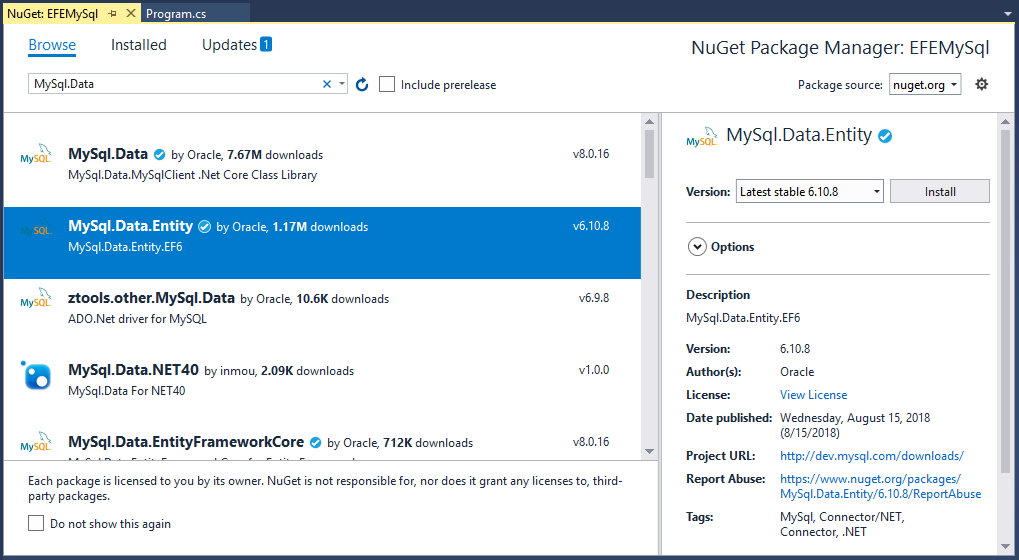 NuGet: EFEMySql
Program.cs
Browse Installed Updates 1
NuGet Package Manager: EFEMySql
MySql.Data
Include prerelease
Package source: nuget.org
MySQL
MySql.Data by Oracle, 7.67M downloads
v8.0.16
MySql.Data.MySqlClient .Net Core Class Library
MySQL
MySql.Data.Entity by Oracle, 1.17M downloads
v6.10.8
MySql.Data.Entity.EF6
MySQL
ztools.other.MySql.Data by Oracle, 10.6K downloads
v6.9.8
ADO.Net driver for MySQL
MySql.Data.NET40 by inmou, 2.09K downloads
v1.0.0
MySql.Data For NET40
MySQL
MySql.Data.EntityFrameworkCore by Oracle, 712K downloads
v8.0.16
Each package is licensed to you by its owner. NuGet is not responsible for, nor does it grant any licenses to, third-
party packages.
Do not show this again
MySQL
MySql.Data.Entity
Version: Latest stable 6.10.8 Install
Options
Description
MySql.Data.Entity.EF6
Version: 6.10.8
Author(s): Oracle
License: View License
Date published: Wednesday, August 15, 2018
(8/15/2018)
Project URL: http://dev.mysql.com/downloads/
Report Abuse: https://www.nuget.org/packages/
MySql.Data.Entity/6.10.8/ReportAbuse
Tags: MySql, Connector/NET,
Connector, .NET